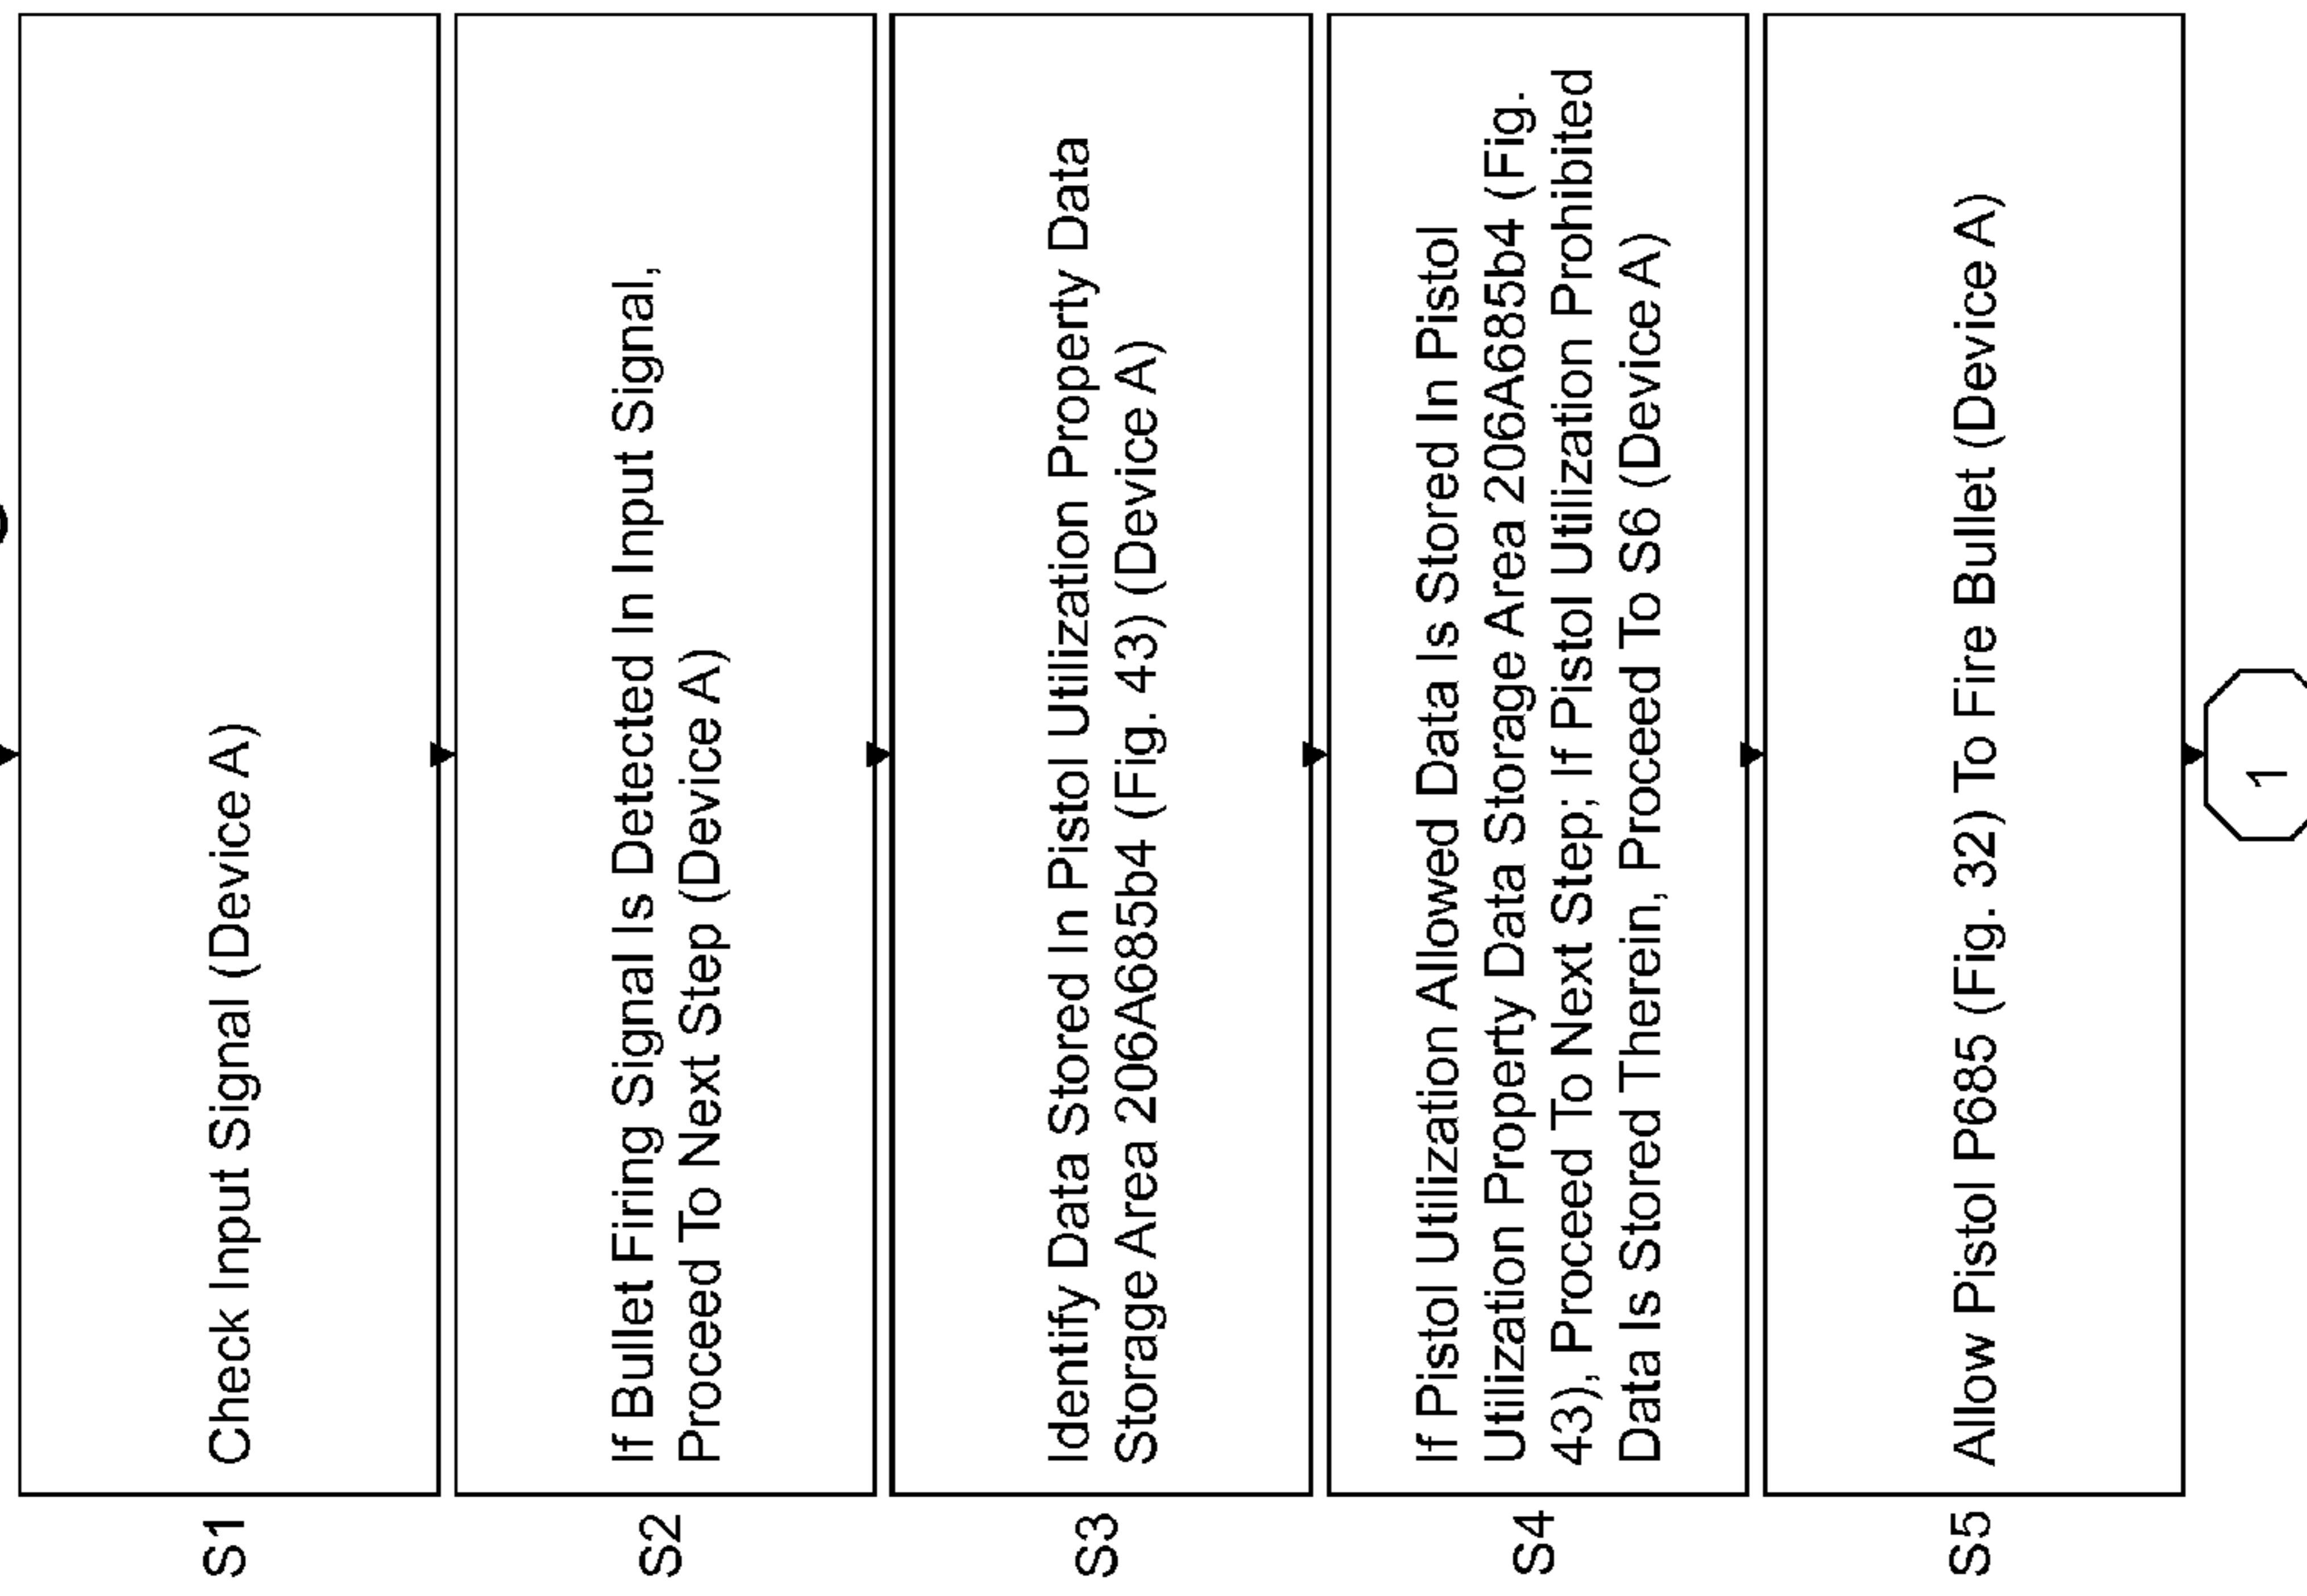 S1
Check Input Signal (Device A)
S2
If Bullet Firing Signal Is Detected In Input Signal,
Proceed To Next Step (Device A)
S3
Identify Data Stored In Pistol Utilization Property Data
Storage Area 206A685b4 (Fig. 43) (Device A)
S4
If Pistol Utilization Allowed Data Is Stored In Pistol
Utilization Property Data Storage Area 206A685b4 (Fig.
43), Proceed To Next Step; If Pistol Utilization Prohibited
Data Is Stored Therein, Proceed To S6 (Device A)
S5
Allow Pistol P685 (Fig. 32) To Fire Bullet (Device A)
1